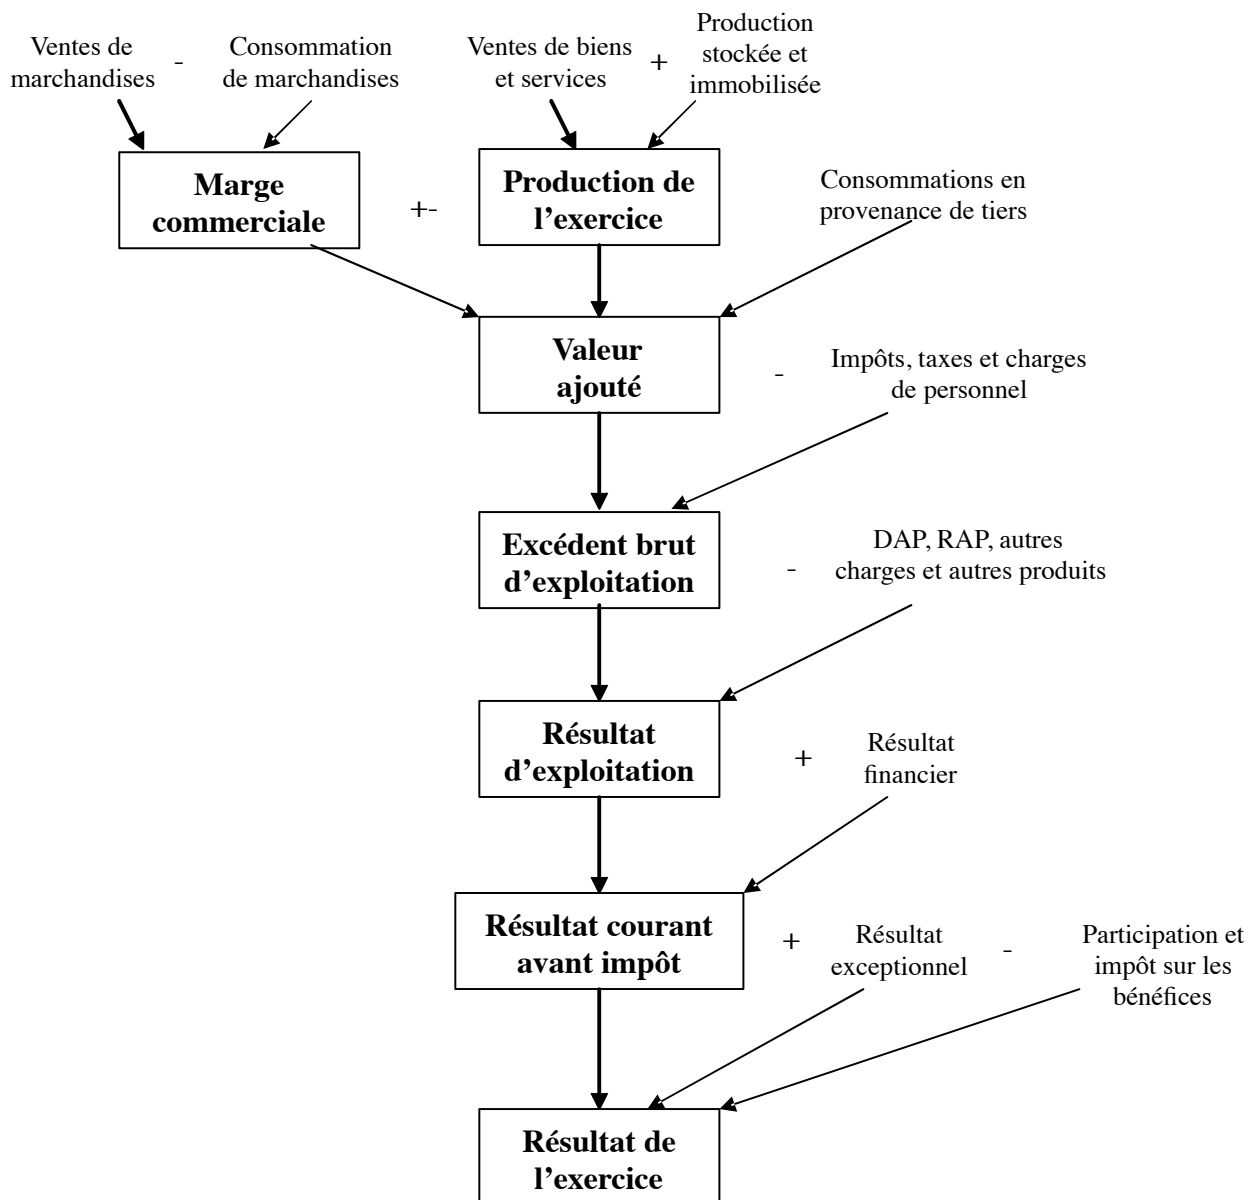 Ventes de
marchandises
-
Consommation
de marchandises
Ventes de biens
et services
+
Production
stockée et
immobilisée
Marge
commerciale
+-
Production de
l’exercice
Consommations en
provenance de tiers
Valeur
ajouté
-
Impôts, taxes et charges
de personnel
Excédent brut
d’exploitation
-
DAP, RAP, autres
charges et autres produits
Résultat
d’exploitation
+
Résultat
financier
Résultat courant
avant impôt
+
Résultat
exceptionnel
-
Participation et
impôt sur les
bénéfices
Résultat de
l’exercice